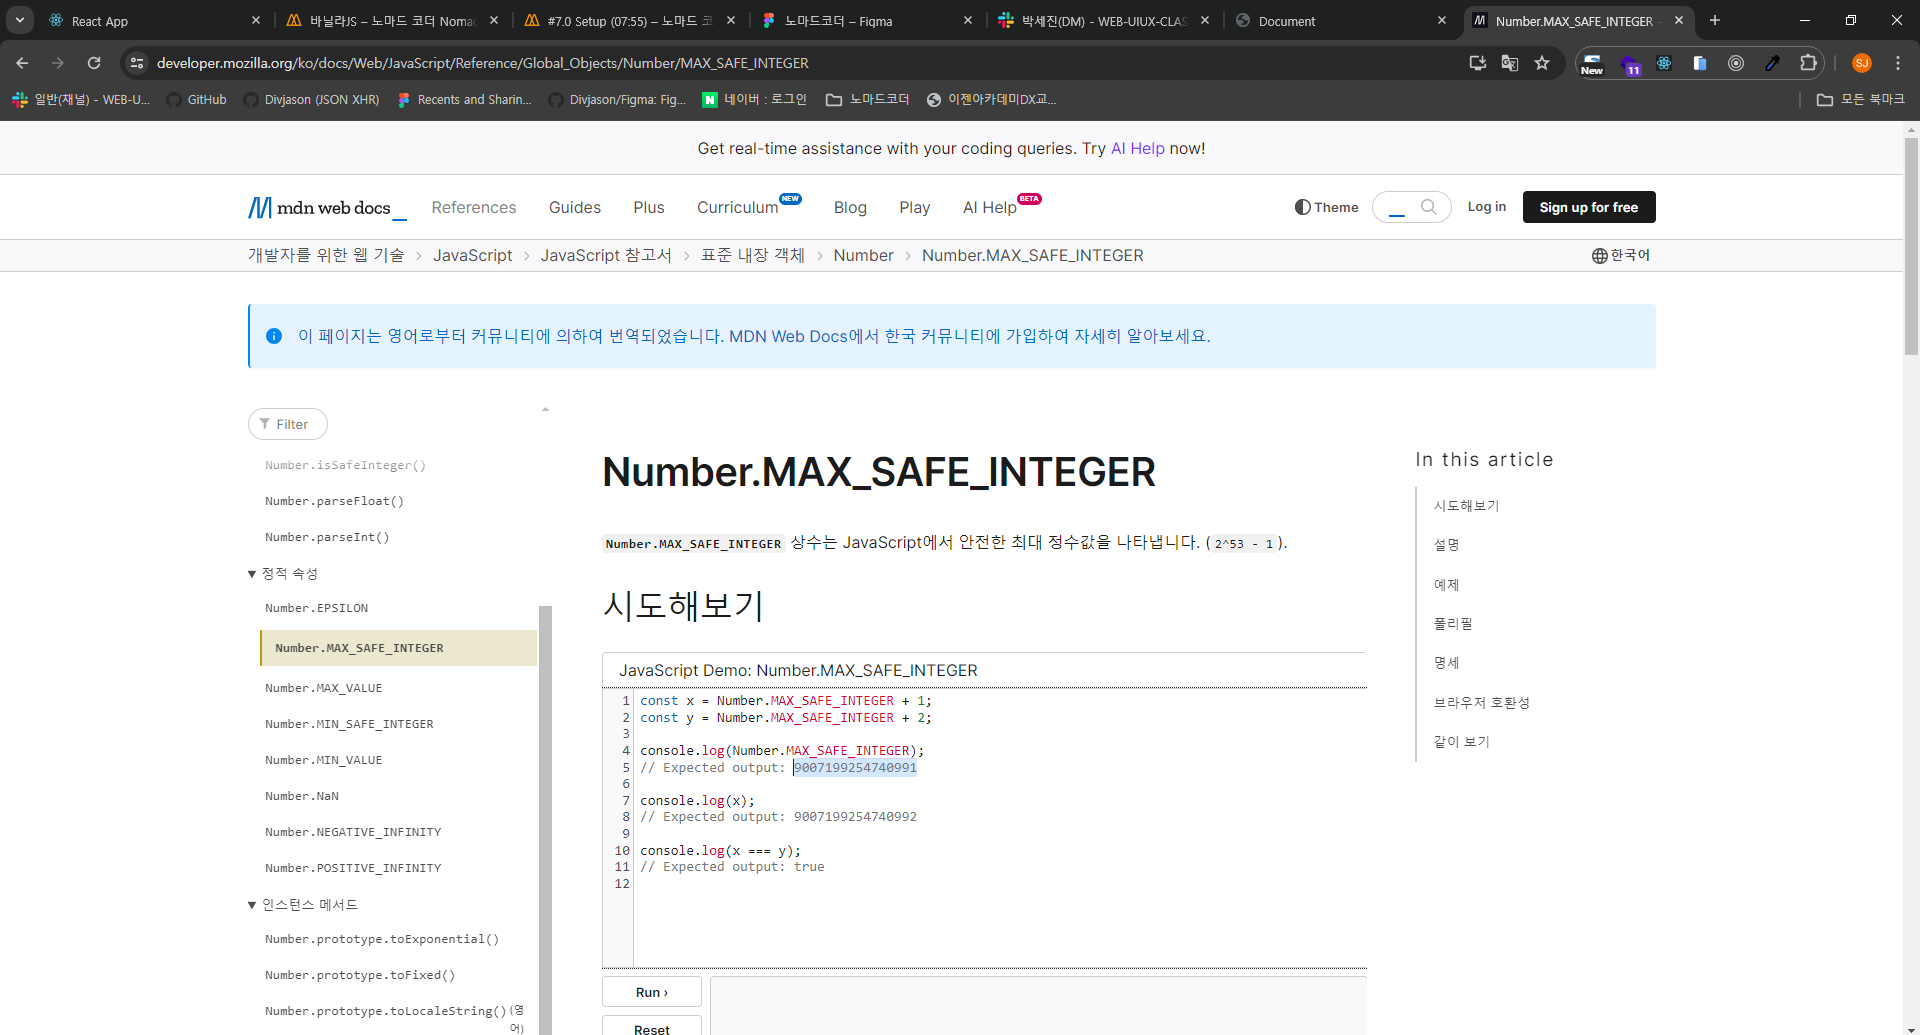 React App
바닐라JS – 노마드 코더 Noma
#7.0 Setup (07:55) – 노마드 코
노마드코더 – Figma
박세진(DM) - WEB-UIUX-CLAS
Document
Number.MAX_SAFE_INTEGER -
developer.mozilla.org/ko/docs/Web/JavaScript/Reference/Global_Objects/Number/MAX_SAFE_INTEGER
New
11
SJ
일반(채널) - WEB-U...
GitHub
Divjason (JSON XHR)
Recents and Sharin...
Divjason/Figma: Fig...
N 네이버 : 로그인
노마드코더
이젠아카데미DX교...
모든 북마크
Get real-time assistance with your coding queries. Try AI Help now!
mdn web docs_
References
Guides
Plus
Curriculum NEW
Blog
Play
AI Help BETA
Theme
Log in
Sign up for free
개발자를 위한 웹 기술 › JavaScript › JavaScript 참고서 › 표준 내장 객체 › Number › Number.MAX_SAFE_INTEGER
한국어
이 페이지는 영어로부터 커뮤니티에 의하여 번역되었습니다. MDN Web Docs에서 한국 커뮤니티에 가입하여 자세히 알아보세요.
Filter
Number.isSafeInteger()
Number.parseFloat()
Number.parseInt()
▼ 정적 속성
Number.EPSILON
Number.MAX_SAFE_INTEGER
Number.MAX_VALUE
Number.MIN_SAFE_INTEGER
Number.MIN_VALUE
Number.NaN
Number.NEGATIVE_INFINITY
Number.POSITIVE_INFINITY
▼ 인스턴스 메서드
Number.prototype.toExponential()
Number.prototype.toFixed()
Number.prototype.toLocaleString() (영
어)
Number.MAX_SAFE_INTEGER
Number.MAX_SAFE_INTEGER 상수는 JavaScript에서 안전한 최대 정수값을 나타냅니다. (2^53 - 1).
시도해보기
JavaScript Demo: Number.MAX_SAFE_INTEGER
1 const x = Number.MAX_SAFE_INTEGER + 1;
2 const y = Number.MAX_SAFE_INTEGER + 2;
3
4 console.log(Number.MAX_SAFE_INTEGER);
5 // Expected output: 9007199254740991
6
7 console.log(x);
8 // Expected output: 9007199254740992
9
10 console.log(x === y);
11 // Expected output: true
12
Run ›
Reset
In this article
시도해보기
설명
예제
폴리필
명세
브라우저 호환성
같이 보기